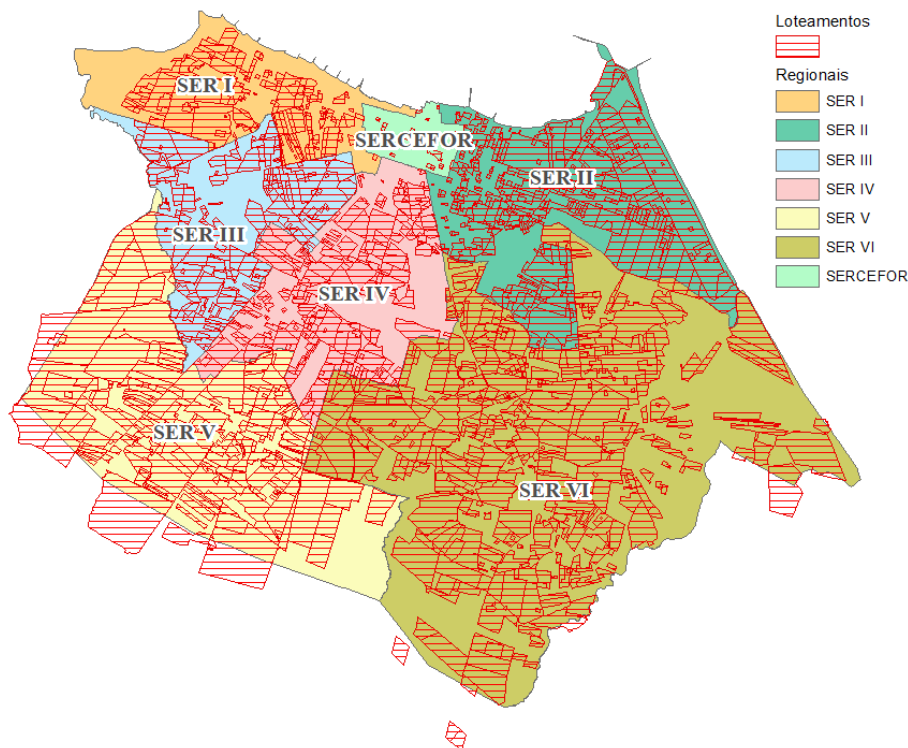 Loteamentos
Regionais
SER I
SER II
SER III
SER IV
SER V
SER VI
SERCEFOR
SER I
SERCEFOR
SER II
SER III
SER IV
SER V
SER VI